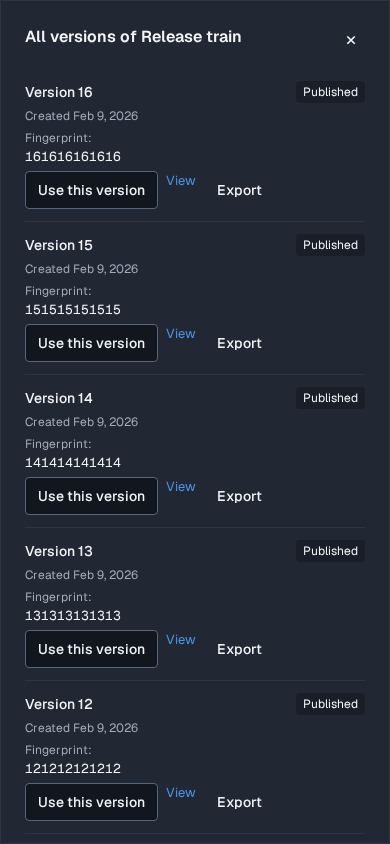 All versions of Release train
×
Version 16
Published
Created Feb 9, 2026
Fingerprint:
161616161616
Use this version
View
Export
Version 15
Published
Created Feb 9, 2026
Fingerprint:
151515151515
Use this version
View
Export
Version 14
Published
Created Feb 9, 2026
Fingerprint:
141414141414
Use this version
View
Export
Version 13
Published
Created Feb 9, 2026
Fingerprint:
131313131313
Use this version
View
Export
Version 12
Published
Created Feb 9, 2026
Fingerprint:
121212121212
Use this version
View
Export